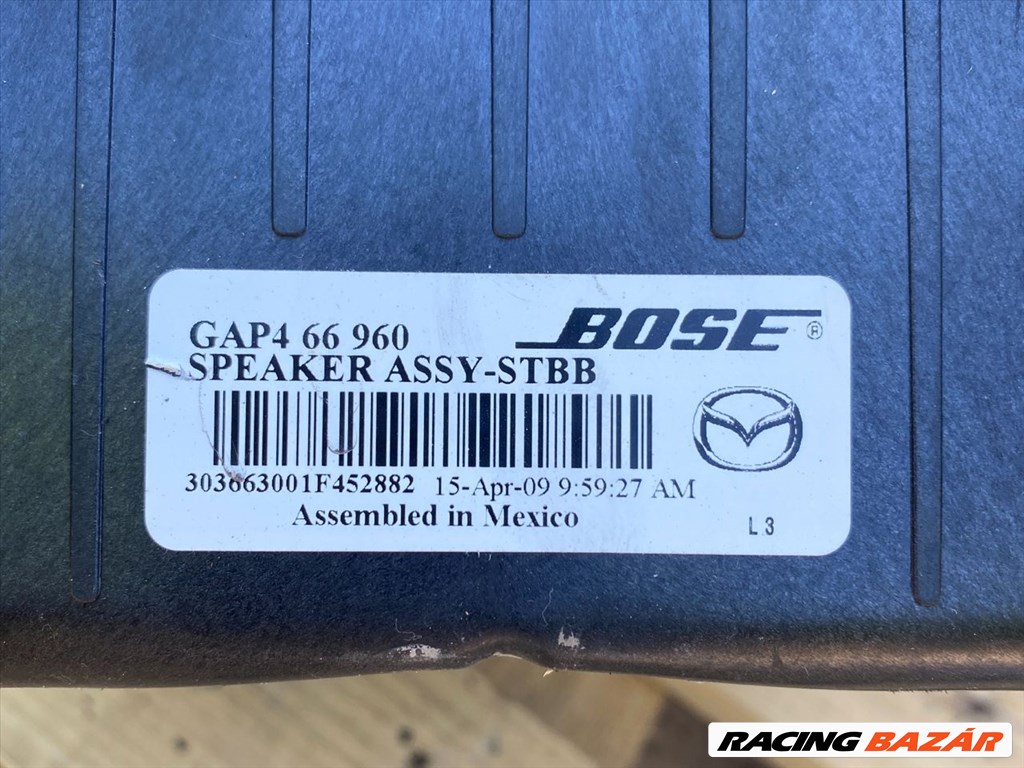 GAP4 66 960
BOSE®
SPEAKER ASSY-STBB
303663001F452882 15-Apr-09 9:59:27 AM
Assembled in Mexico
L3
RACING BAZÁR